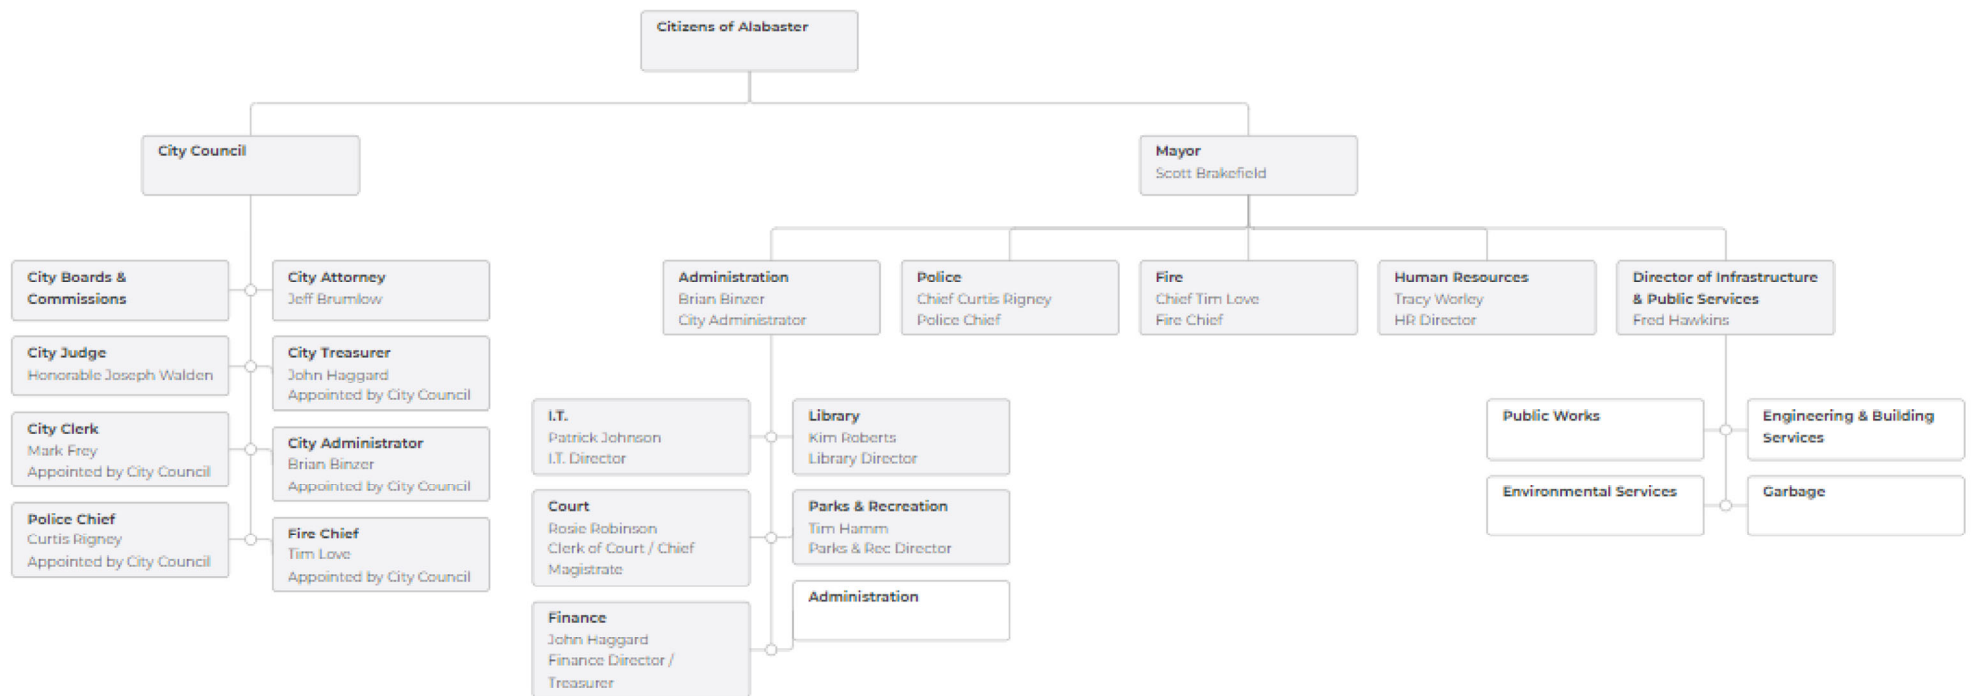 Citizens of Alabaster
City Council
Mayor
Scott Brakefield
City Boards &
Commissions
City Attorney
Jeff Brumlow
City Judge
Honorable Joseph Walden
City Treasurer
John Haggard
Appointed by City Council
City Clerk
Mark Frey
Appointed by City Council
City Administrator
Brian Binzer
Appointed by City Council
Police Chief
Curtis Rigney
Appointed by City Council
Fire Chief
Tim Love
Appointed by City Council
Administration
Brian Binzer
City Administrator
Police
Chief Curtis Rigney
Police Chief
Fire
Chief Tim Love
Fire Chief
Human Resources
Tracy Worley
HR Director
Director of Infrastructure
& Public Services
Fred Hawkins
I.T.
Patrick Johnson
I.T. Director
Library
Kim Roberts
Library Director
Court
Rosie Robinson
Clerk of Court / Chief
Magistrate
Parks & Recreation
Tim Hamm
Parks & Rec Director
Finance
John Haggard
Finance Director /
Treasurer
Administration
Public Works
Engineering & Building
Services
Environmental Services
Garbage